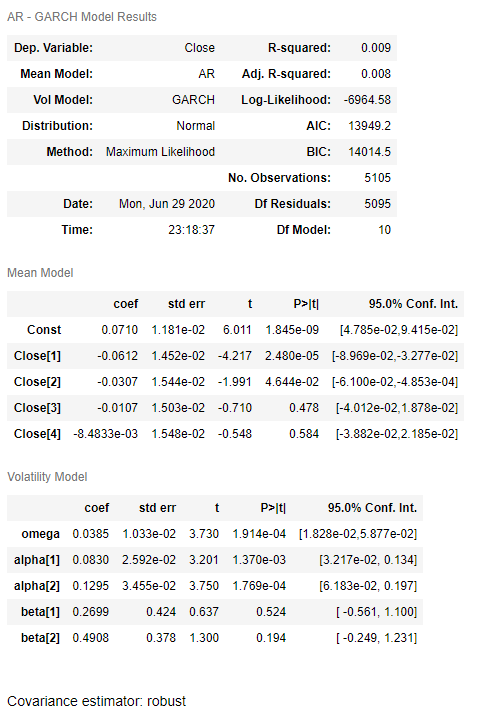 AR - GARCH Model Results
Dep. Variable: Close R-squared: 0.009
Mean Model: AR Adj. R-squared: 0.008
Vol Model: GARCH Log-Likelihood: -6964.58
Distribution: Normal AIC: 13949.2
Method: Maximum Likelihood BIC: 14014.5
No. Observations: 5105
Date: Mon, Jun 29 2020 Df Residuals: 5095
Time: 23:18:37 Df Model: 10
Mean Model
coef std err t P>|t| 95.0% Conf. Int.
Const 0.0710 1.181e-02 6.011 1.845e-09 [4.785e-02,9.415e-02]
Close[1] -0.0612 1.452e-02 -4.217 2.480e-05 [-8.969e-02,-3.277e-02]
Close[2] -0.0307 1.544e-02 -1.991 4.644e-02 [-6.100e-02,-4.853e-04]
Close[3] -0.0107 1.503e-02 -0.710 0.478 [-4.012e-02,1.878e-02]
Close[4] -8.4833e-03 1.548e-02 -0.548 0.584 [-3.882e-02,2.185e-02]
Volatility Model
coef std err t P>|t| 95.0% Conf. Int.
omega 0.0385 1.033e-02 3.730 1.914e-04 [1.828e-02,5.877e-02]
alpha[1] 0.0830 2.592e-02 3.201 1.370e-03 [3.217e-02, 0.134]
alpha[2] 0.1295 3.455e-02 3.750 1.769e-04 [6.183e-02, 0.197]
beta[1] 0.2699 0.424 0.637 0.524 [ -0.561, 1.100]
beta[2] 0.4908 0.378 1.300 0.194 [ -0.249, 1.231]
Covariance estimator: robust